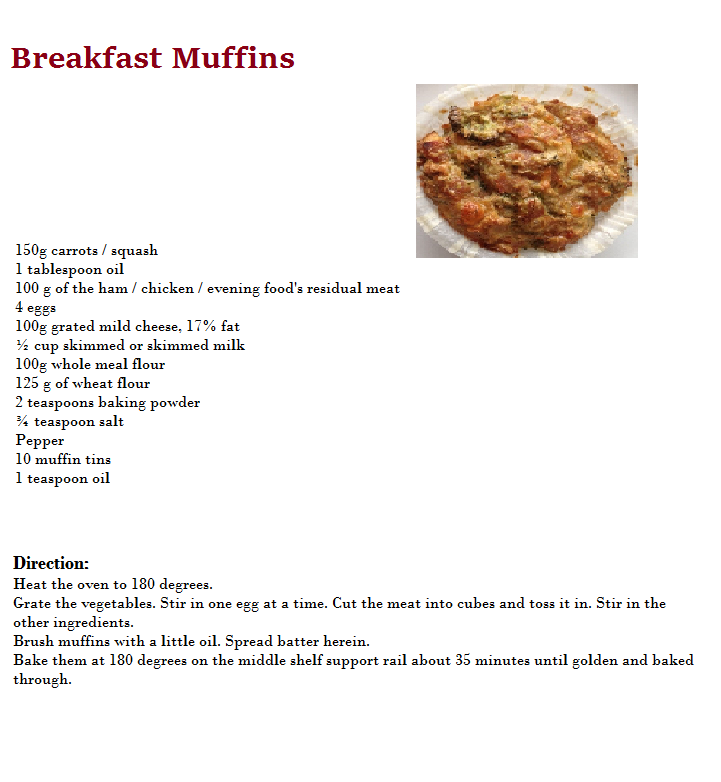 Breakfast Muffins
150g carrots / squash
1 tablespoon oil
100 g of the ham / chicken / evening food's residual meat
4 eggs
100g grated mild cheese, 17% fat
½ cup skimmed or skimmed milk
100g whole meal flour
125 g of wheat flour
2 teaspoons baking powder
¾ teaspoon salt
Pepper
10 muffin tins
1 teaspoon oil
Direction:
Heat the oven to 180 degrees.
Grate the vegetables. Stir in one egg at a time. Cut the meat into cubes and toss it in. Stir in the
other ingredients.
Brush muffins with a little oil. Spread batter herein.
Bake them at 180 degrees on the middle shelf support rail about 35 minutes until golden and baked
through.